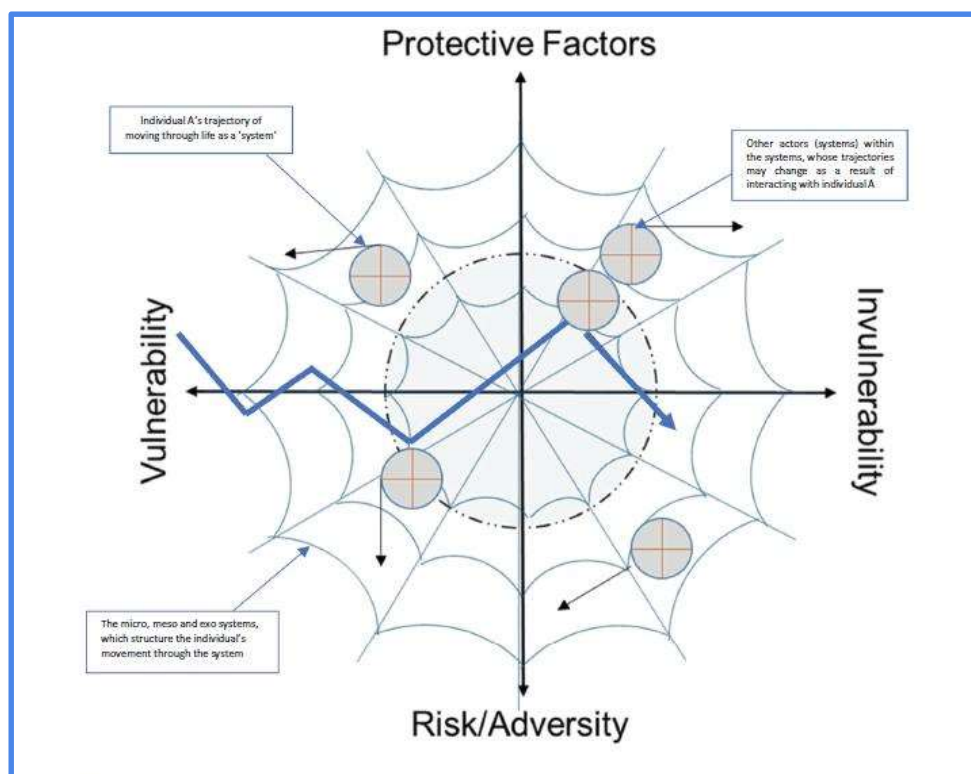 Protective Factors
Individual A's trajectory of
moving through life as a 'system'
Other actors (systems) within
the systems, whose trajectories
may change as a result of
interacting with individual A
Vulnerability
Invulnerability
The micro, meso and exo systems,
which structure the individual's
movement through the system
Risk/Adversity